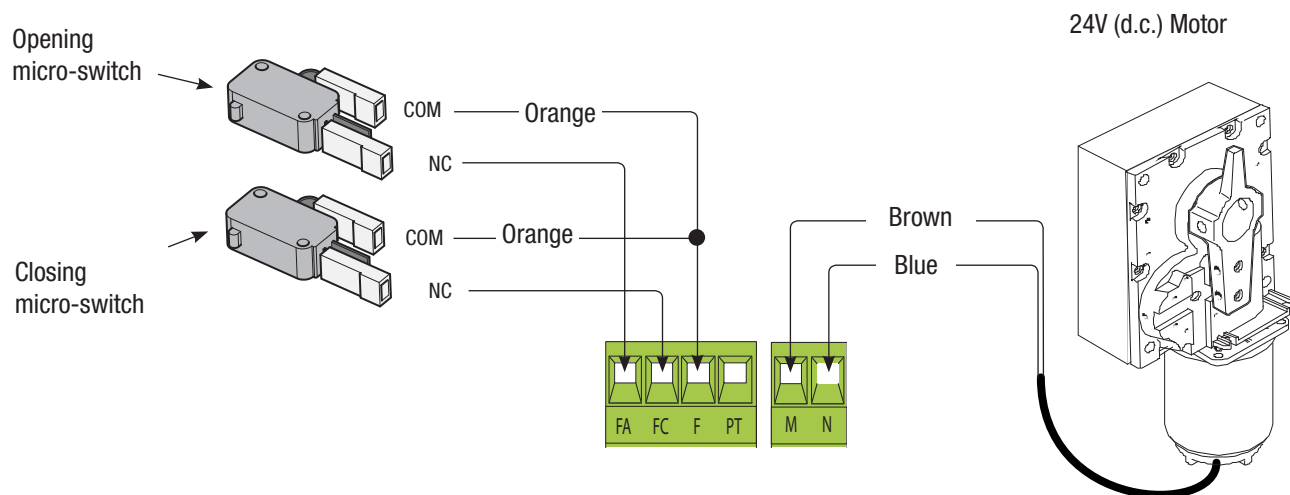 24V (d.c.) Motor
Opening
micro-switch
COM
Orange
NC
Closing
micro-switch
COM
Orange
NC
Brown
Blue
FA FC F PT
M N